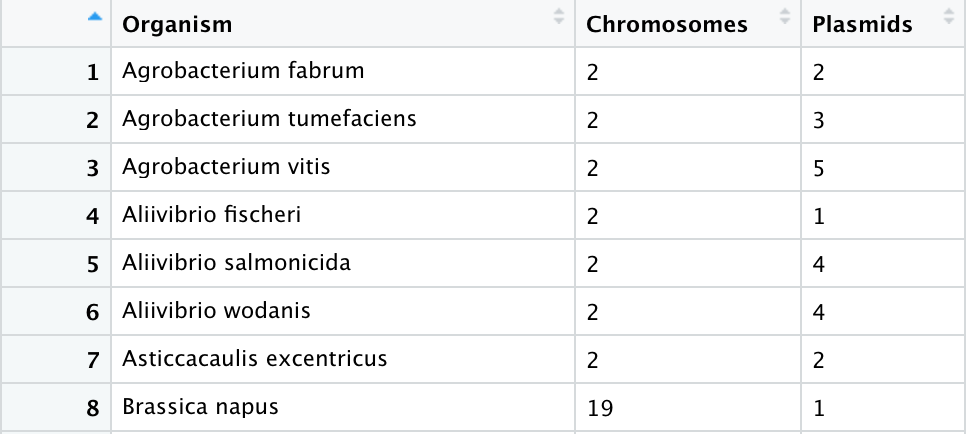 Organism Chromosomes Plasmids
1 Agrobacterium fabrum 2 2
2 Agrobacterium tumefaciens 2 3
3 Agrobacterium vitis 2 5
4 Aliivibrio fischeri 2 1
5 Aliivibrio salmonicida 2 4
6 Aliivibrio wodanis 2 4
7 Asticcacaulis excentricus 2 2
8 Brassica napus 19 1